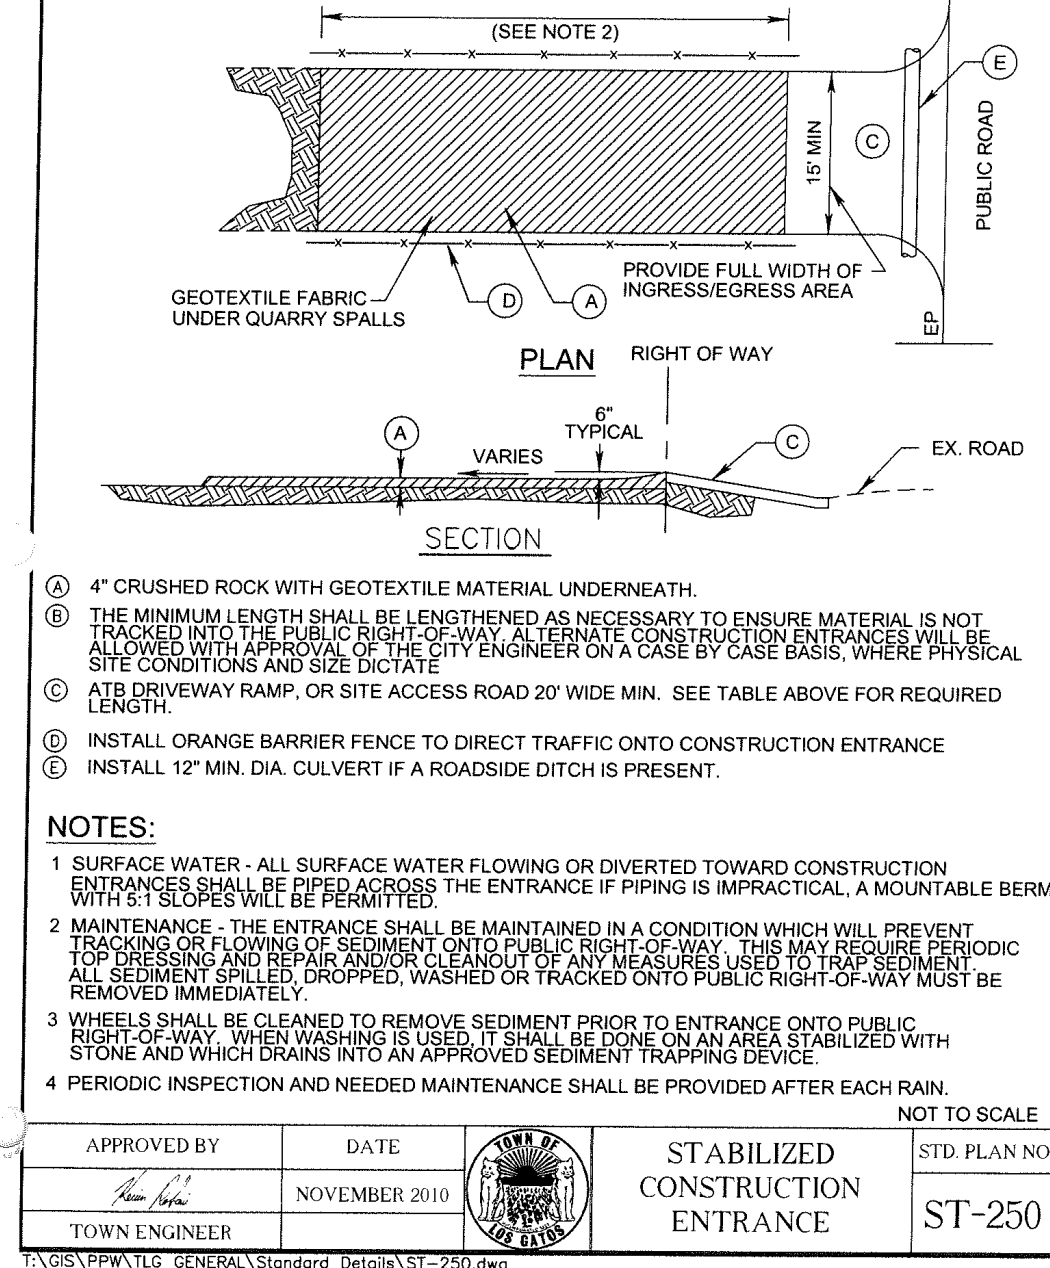 (SEE NOTE 2)
E
15' MIN
C
PUBLIC ROAD
PROVIDE FULL WIDTH OF
INGRESS/EGRESS AREA
GEOTEXTILE FABRIC
UNDER QUARRY SPALLS
D
A
EP
PLAN
RIGHT OF WAY
A
6"
TYPICAL
VARIES
C
EX. ROAD
SECTION
A 4" CRUSHED ROCK WITH GEOTEXTILE MATERIAL UNDERNEATH.
B THE MINIMUM LENGTH SHALL BE LENGTHENED AS NECESSARY TO ENSURE MATERIAL IS NOT
TRACKED INTO THE PUBLIC RIGHT-OF-WAY. ALTERNATE CONSTRUCTION ENTRANCES WILL BE
ALLOWED WITH APPROVAL OF THE CITY ENGINEER ON A CASE BY CASE BASIS, WHERE PHYSICAL
SITE CONDITIONS AND SIZE DICTATE
C ATB DRIVEWAY RAMP, OR SITE ACCESS ROAD 20' WIDE MIN. SEE TABLE ABOVE FOR REQUIRED
LENGTH.
D INSTALL ORANGE BARRIER FENCE TO DIRECT TRAFFIC ONTO CONSTRUCTION ENTRANCE
E INSTALL 12" MIN. DIA. CULVERT IF A ROADSIDE DITCH IS PRESENT.
NOTES:
1 SURFACE WATER - ALL SURFACE WATER FLOWING OR DIVERTED TOWARD CONSTRUCTION
ENTRANCES SHALL BE PIPED ACROSS THE ENTRANCE IF PIPING IS IMPRACTICAL, A MOUNTABLE BERM
WITH 5:1 SLOPES WILL BE PERMITTED.
2 MAINTENANCE - THE ENTRANCE SHALL BE MAINTAINED IN A CONDITION WHICH WILL PREVENT
TRACKING OR FLOWING OF SEDIMENT ONTO PUBLIC RIGHT-OF-WAY. THIS MAY REQUIRE PERIODIC
TOP DRESSING AND REPAIR AND/OR CLEANOUT OF ANY MEASURES USED TO TRAP SEDIMENT.
ALL SEDIMENT SPILLED, DROPPED, WASHED OR TRACKED ONTO PUBLIC RIGHT-OF-WAY MUST BE
REMOVED IMMEDIATELY.
3 WHEELS SHALL BE CLEANED TO REMOVE SEDIMENT PRIOR TO ENTRANCE ONTO PUBLIC
RIGHT-OF-WAY. WHEN WASHING IS USED, IT SHALL BE DONE ON AN AREA STABILIZED WITH
STONE AND WHICH DRAINS INTO AN APPROVED SEDIMENT TRAPPING DEVICE.
4 PERIODIC INSPECTION AND NEEDED MAINTENANCE SHALL BE PROVIDED AFTER EACH RAIN.
NOT TO SCALE
APPROVED BY
TOWN ENGINEER
DATE
NOVEMBER 2010
TOWN OF
LOS GATOS
STABILIZED
CONSTRUCTION
ENTRANCE
STD. PLAN NO
ST-250
T:\GIS\PPW\TLG GENERAL\Standard Details\ST-250.dwg